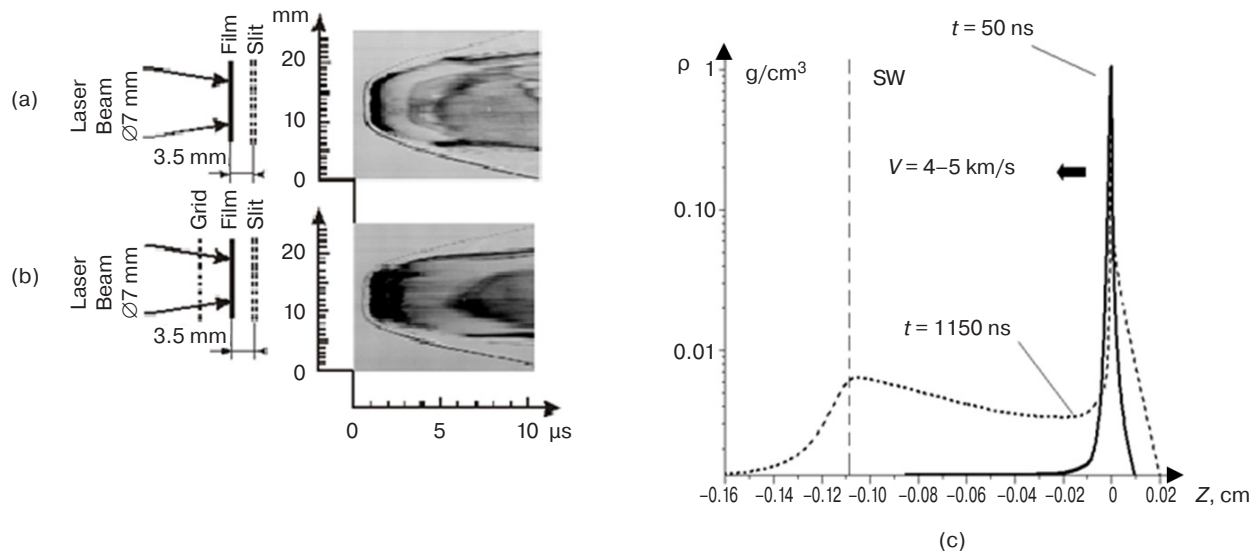 (a)
Laser
Beam
Ø7 mm
Film
Slit
3.5 mm
mm
20
10
0
(b)
Laser
Beam
Ø7 mm
Grid
Film
Slit
3.5 mm
20
10
0
0 5 10 μs
ρ
g/cm³
SW
t = 50 ns
V = 4–5 km/s
t = 1150 ns
1
0.10
0.01
−0.16 −0.14 −0.12 −0.10 −0.08 −0.06 −0.04 −0.02 0 0.02 Z, cm
(c)